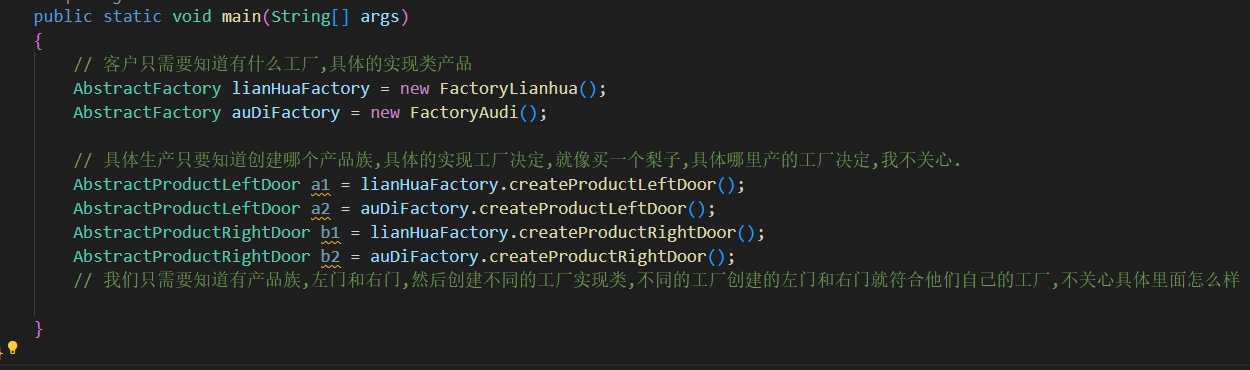 public static void main(String[] args)
{
// 客户只需要知道有什么工厂,具体的实现类产品
AbstractFactory lianHuaFactory = new FactoryLianhua();
AbstractFactory auDiFactory = new FactoryAudi();
// 具体生产只要知道创建哪个产品族,具体的实现工厂决定,就像买一个梨子,具体哪里产的工厂决定,我不关心.
AbstractProductLeftDoor a1 = lianHuaFactory.createProductLeftDoor();
AbstractProductLeftDoor a2 = auDiFactory.createProductLeftDoor();
AbstractProductRightDoor b1 = lianHuaFactory.createProductRightDoor();
AbstractProductRightDoor b2 = auDiFactory.createProductRightDoor();
// 我们只需要知道有产品族,左门和右门,然后创建不同的工厂实现类,不同的工厂创建的左门和右门就符合他们自己的工厂,不关心具体里面怎么样
}
}